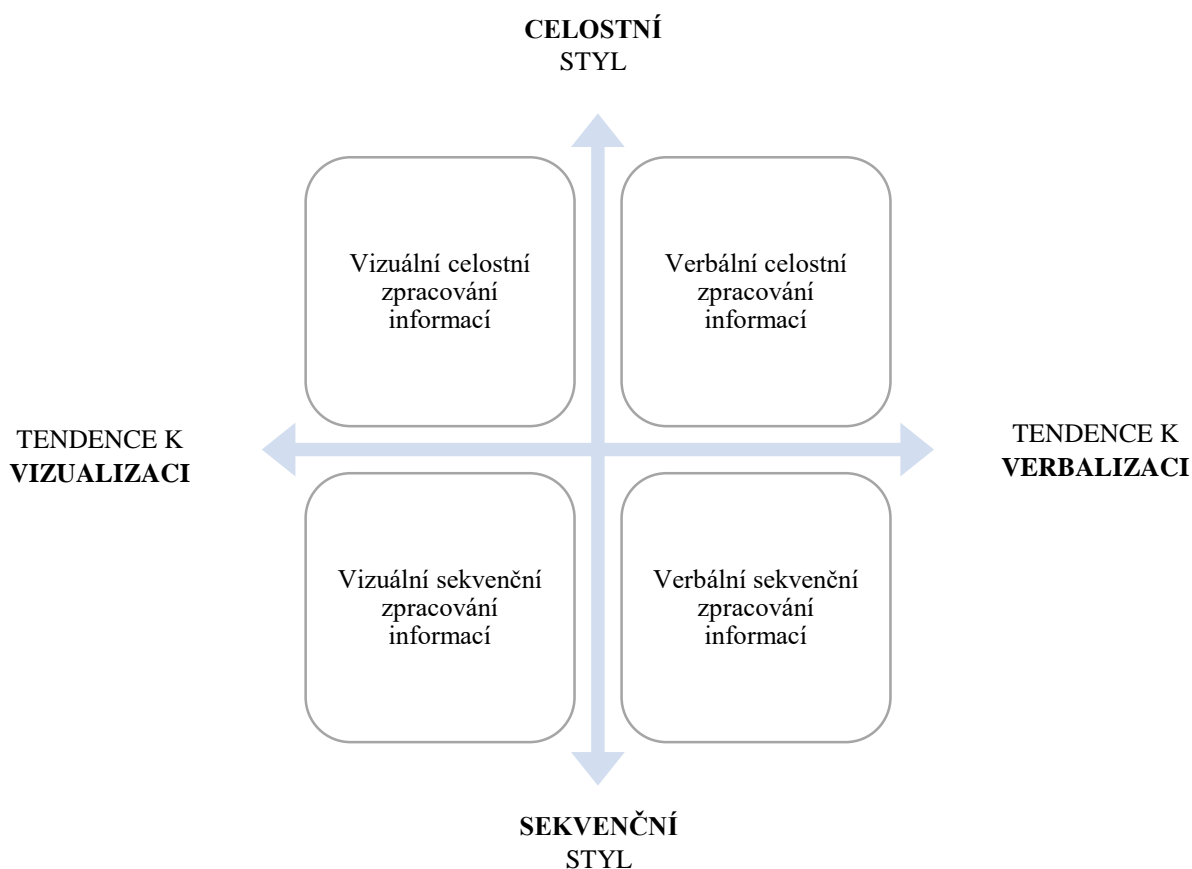 CELOSTNÍ
STYL
Vizuální celostní
zpracování
informací
Verbální celostní
zpracování
informací
TENDENCE K
VIZUALIZACI
TENDENCE K
VERBALIZACI
Vizuální sekvenční
zpracování
informací
Verbální sekvenční
zpracování
informací
SEKVENČNÍ
STYL